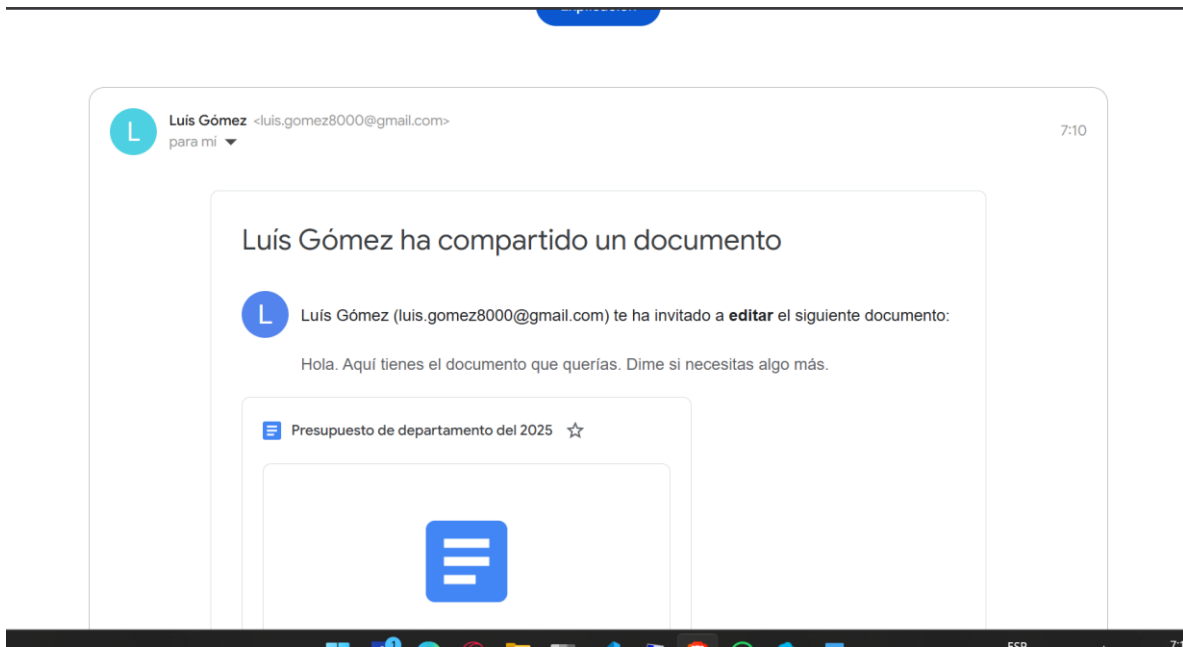 L
Luís Gómez <luis.gomez8000@gmail.com>
7:10
para mí
Luís Gómez ha compartido un documento
L
Luís Gómez (luis.gomez8000@gmail.com) te ha invitado a editar el siguiente documento:
Hola. Aquí tienes el documento que querías. Dime si necesitas algo más.
Presupuesto de departamento del 2025
1
ESP